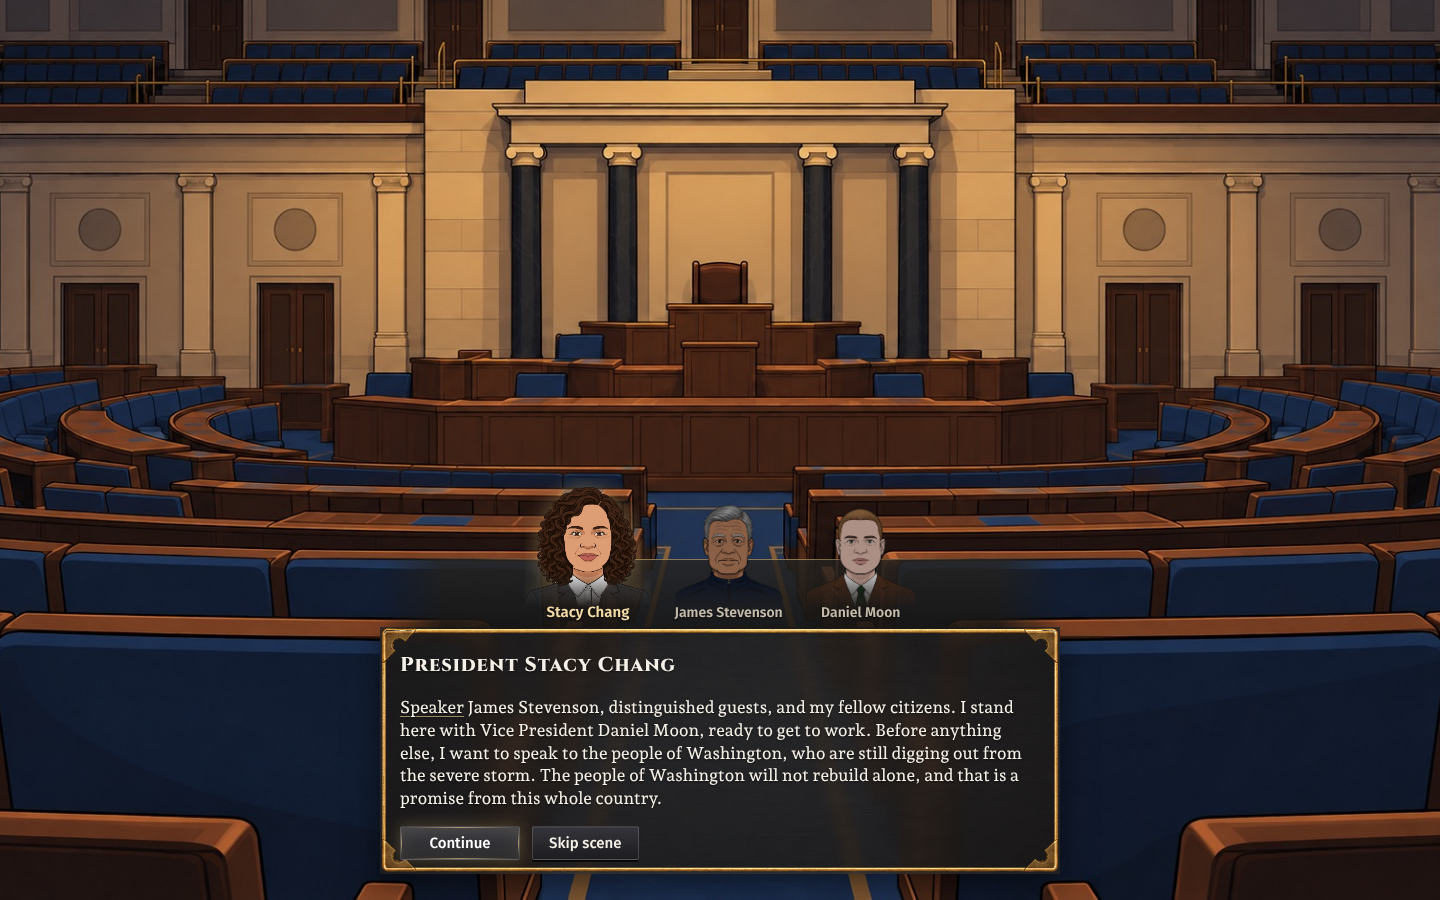 Stacy Chang
James Stevenson
Daniel Moon
President Stacy Chang
Speaker James Stevenson, distinguished guests, and my fellow citizens. I stand
here with Vice President Daniel Moon, ready to get to work. Before anything
else, I want to speak to the people of Washington, who are still digging out from
the severe storm. The people of Washington will not rebuild alone, and that is a
promise from this whole country.
Continue
Skip scene